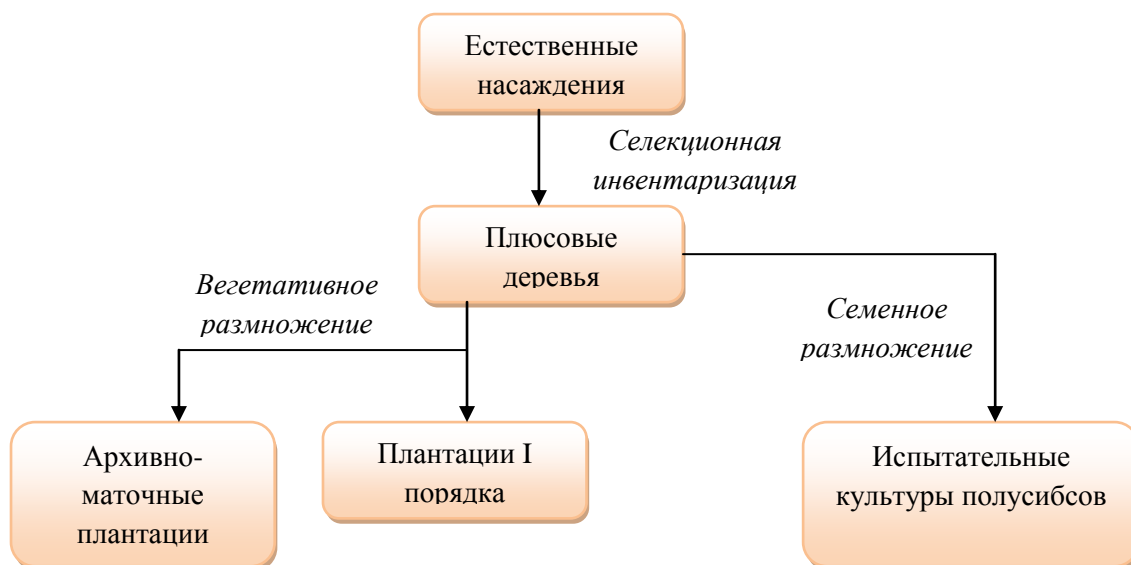 Естественные
насаждения
Селекционная
инвентаризация
Плюсовые
деревья
Вегетативное
размножение
Семенное
размножение
Архивно-
маточные
плантации
Плантации I
порядка
Испытательные
культуры полусибсов